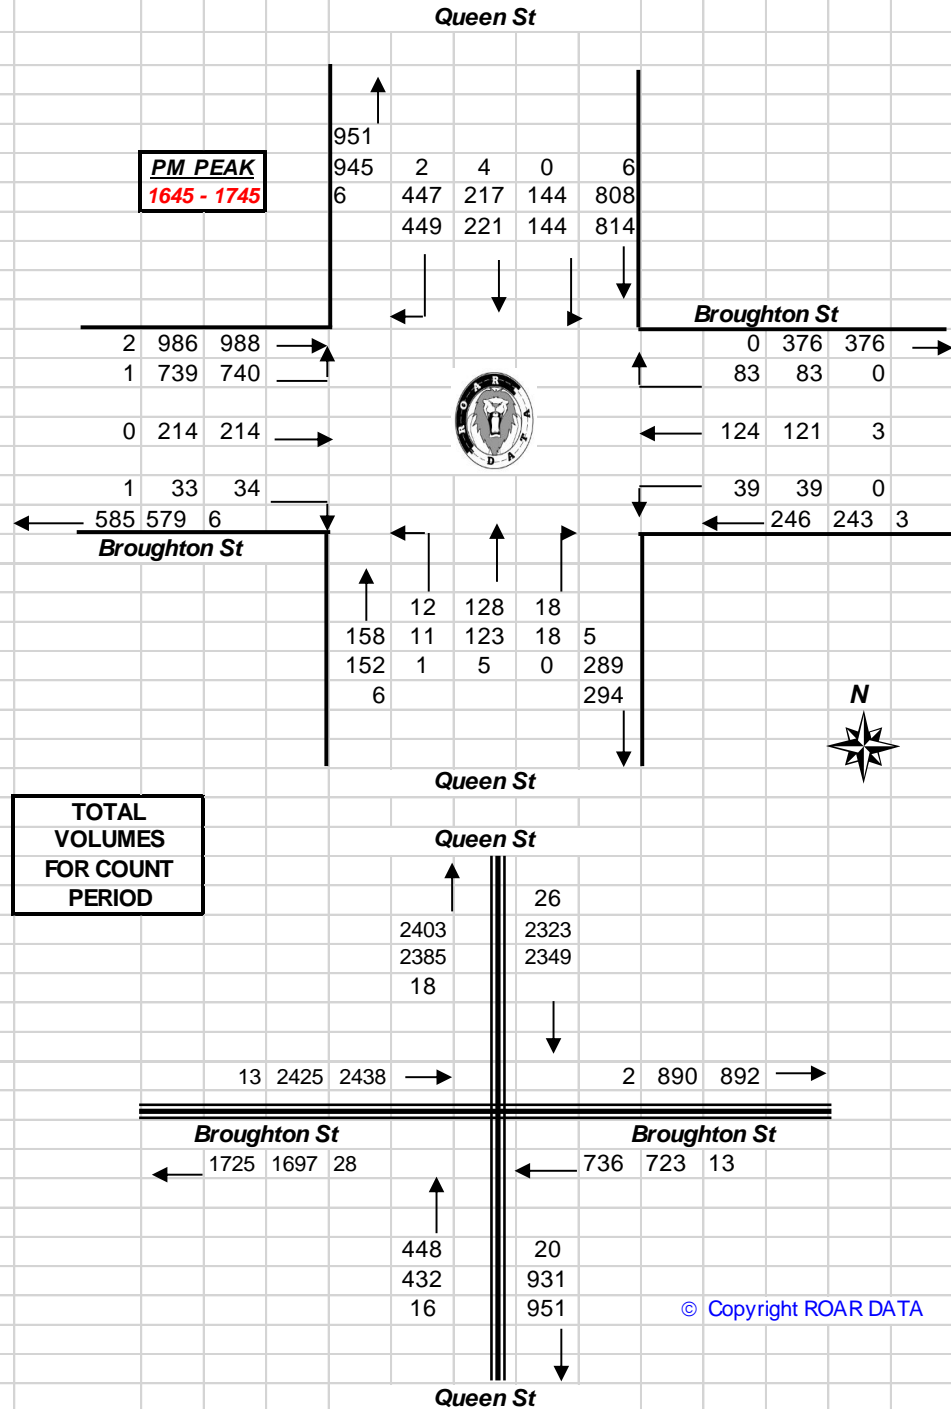 Queen St
951
PM PEAK 945 2 4 0 6
1645 - 1745 6 447 217 144 808
449 221 144 814
Broughton St
2 986 988 0 376 376
1 739 740 83 83 0
ROAR DATA
0 214 214 124 121 3
1 33 34 39 39 0
585 579 6 246 243 3
Broughton St
12 128 18
158 11 123 18 5
152 1 5 0 289
6 294
N
Queen St
TOTAL
VOLUMES
FOR COUNT
PERIOD
Queen St
26
2403 2323
2385 2349
18
13 2425 2438 2 890 892
Broughton St Broughton St
1725 1697 28 736 723 13
448 20
432 931
16 951
© Copyright ROAR DATA
Queen St